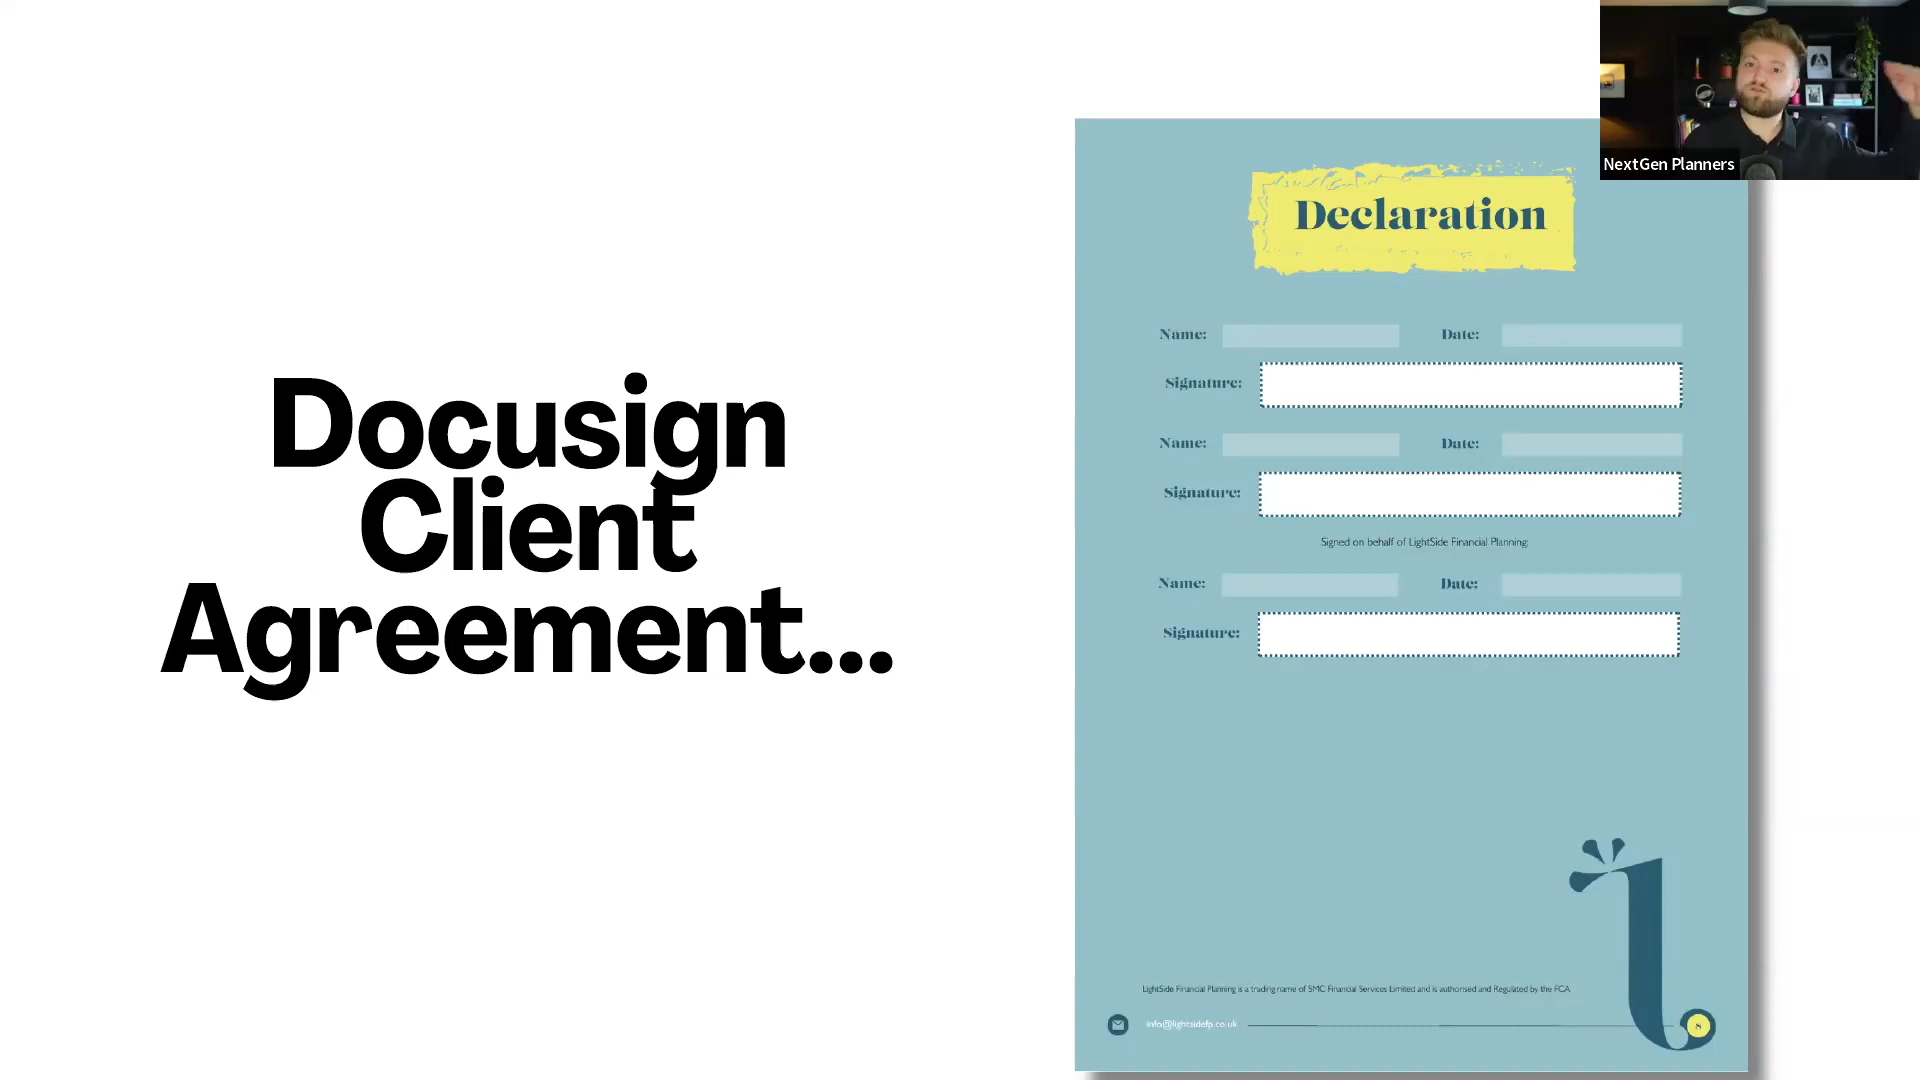 Docusign
Client
Agreement...
NextGen Planners
Declaration
Name: Date:
Signature:
Name: Date:
Signature:
Signed on behalf of LightSide Financial Planning:
Name: Date:
Signature:
LightSide Financial Planning is a trading name of SMC Financial Services Limited and is authorised and Regulated by the FCA
info@lightsidefp.co.uk
8